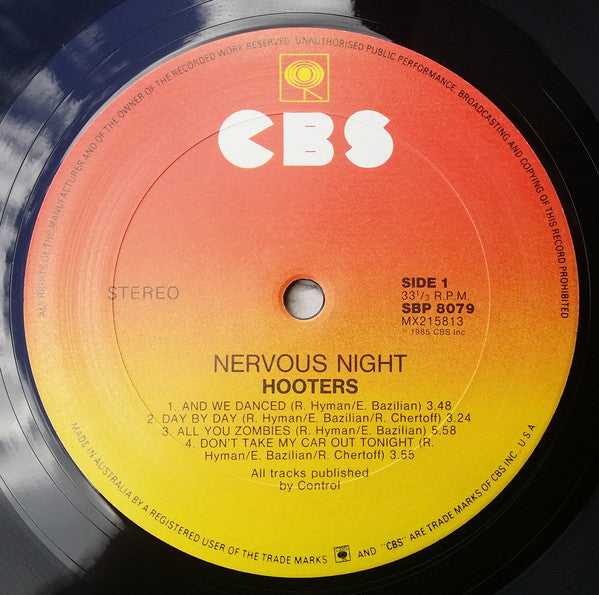 ALL RIGHTS OF THE MANUFACTURER AND OF THE OWNER OF THE RECORDED WORK RESERVED. UNAUTHORISED PUBLIC PERFORMANCE, BROADCASTING AND COPYING OF THIS RECORD PROHIBITED
CBS
STEREO
SIDE 1
33⅓ R.P.M.
SBP 8079
MX215813
℗ 1985 CBS Inc.
NERVOUS NIGHT
HOOTERS
1. AND WE DANCED (R. Hyman/E. Bazilian) 3.48
2. DAY BY DAY (R. Hyman/E. Bazilian/R. Chertoff) 3.24
3. ALL YOU ZOMBIES (R. Hyman/E. Bazilian) 5.58
4. DON'T TAKE MY CAR OUT TONIGHT (R.
Hyman/E. Bazilian/R. Chertoff) 3.55
All tracks published
by Control
MADE IN AUSTRALIA BY A REGISTERED USER OF THE TRADE MARKS AND "CBS" ARE TRADE MARKS OF CBS INC. U S A